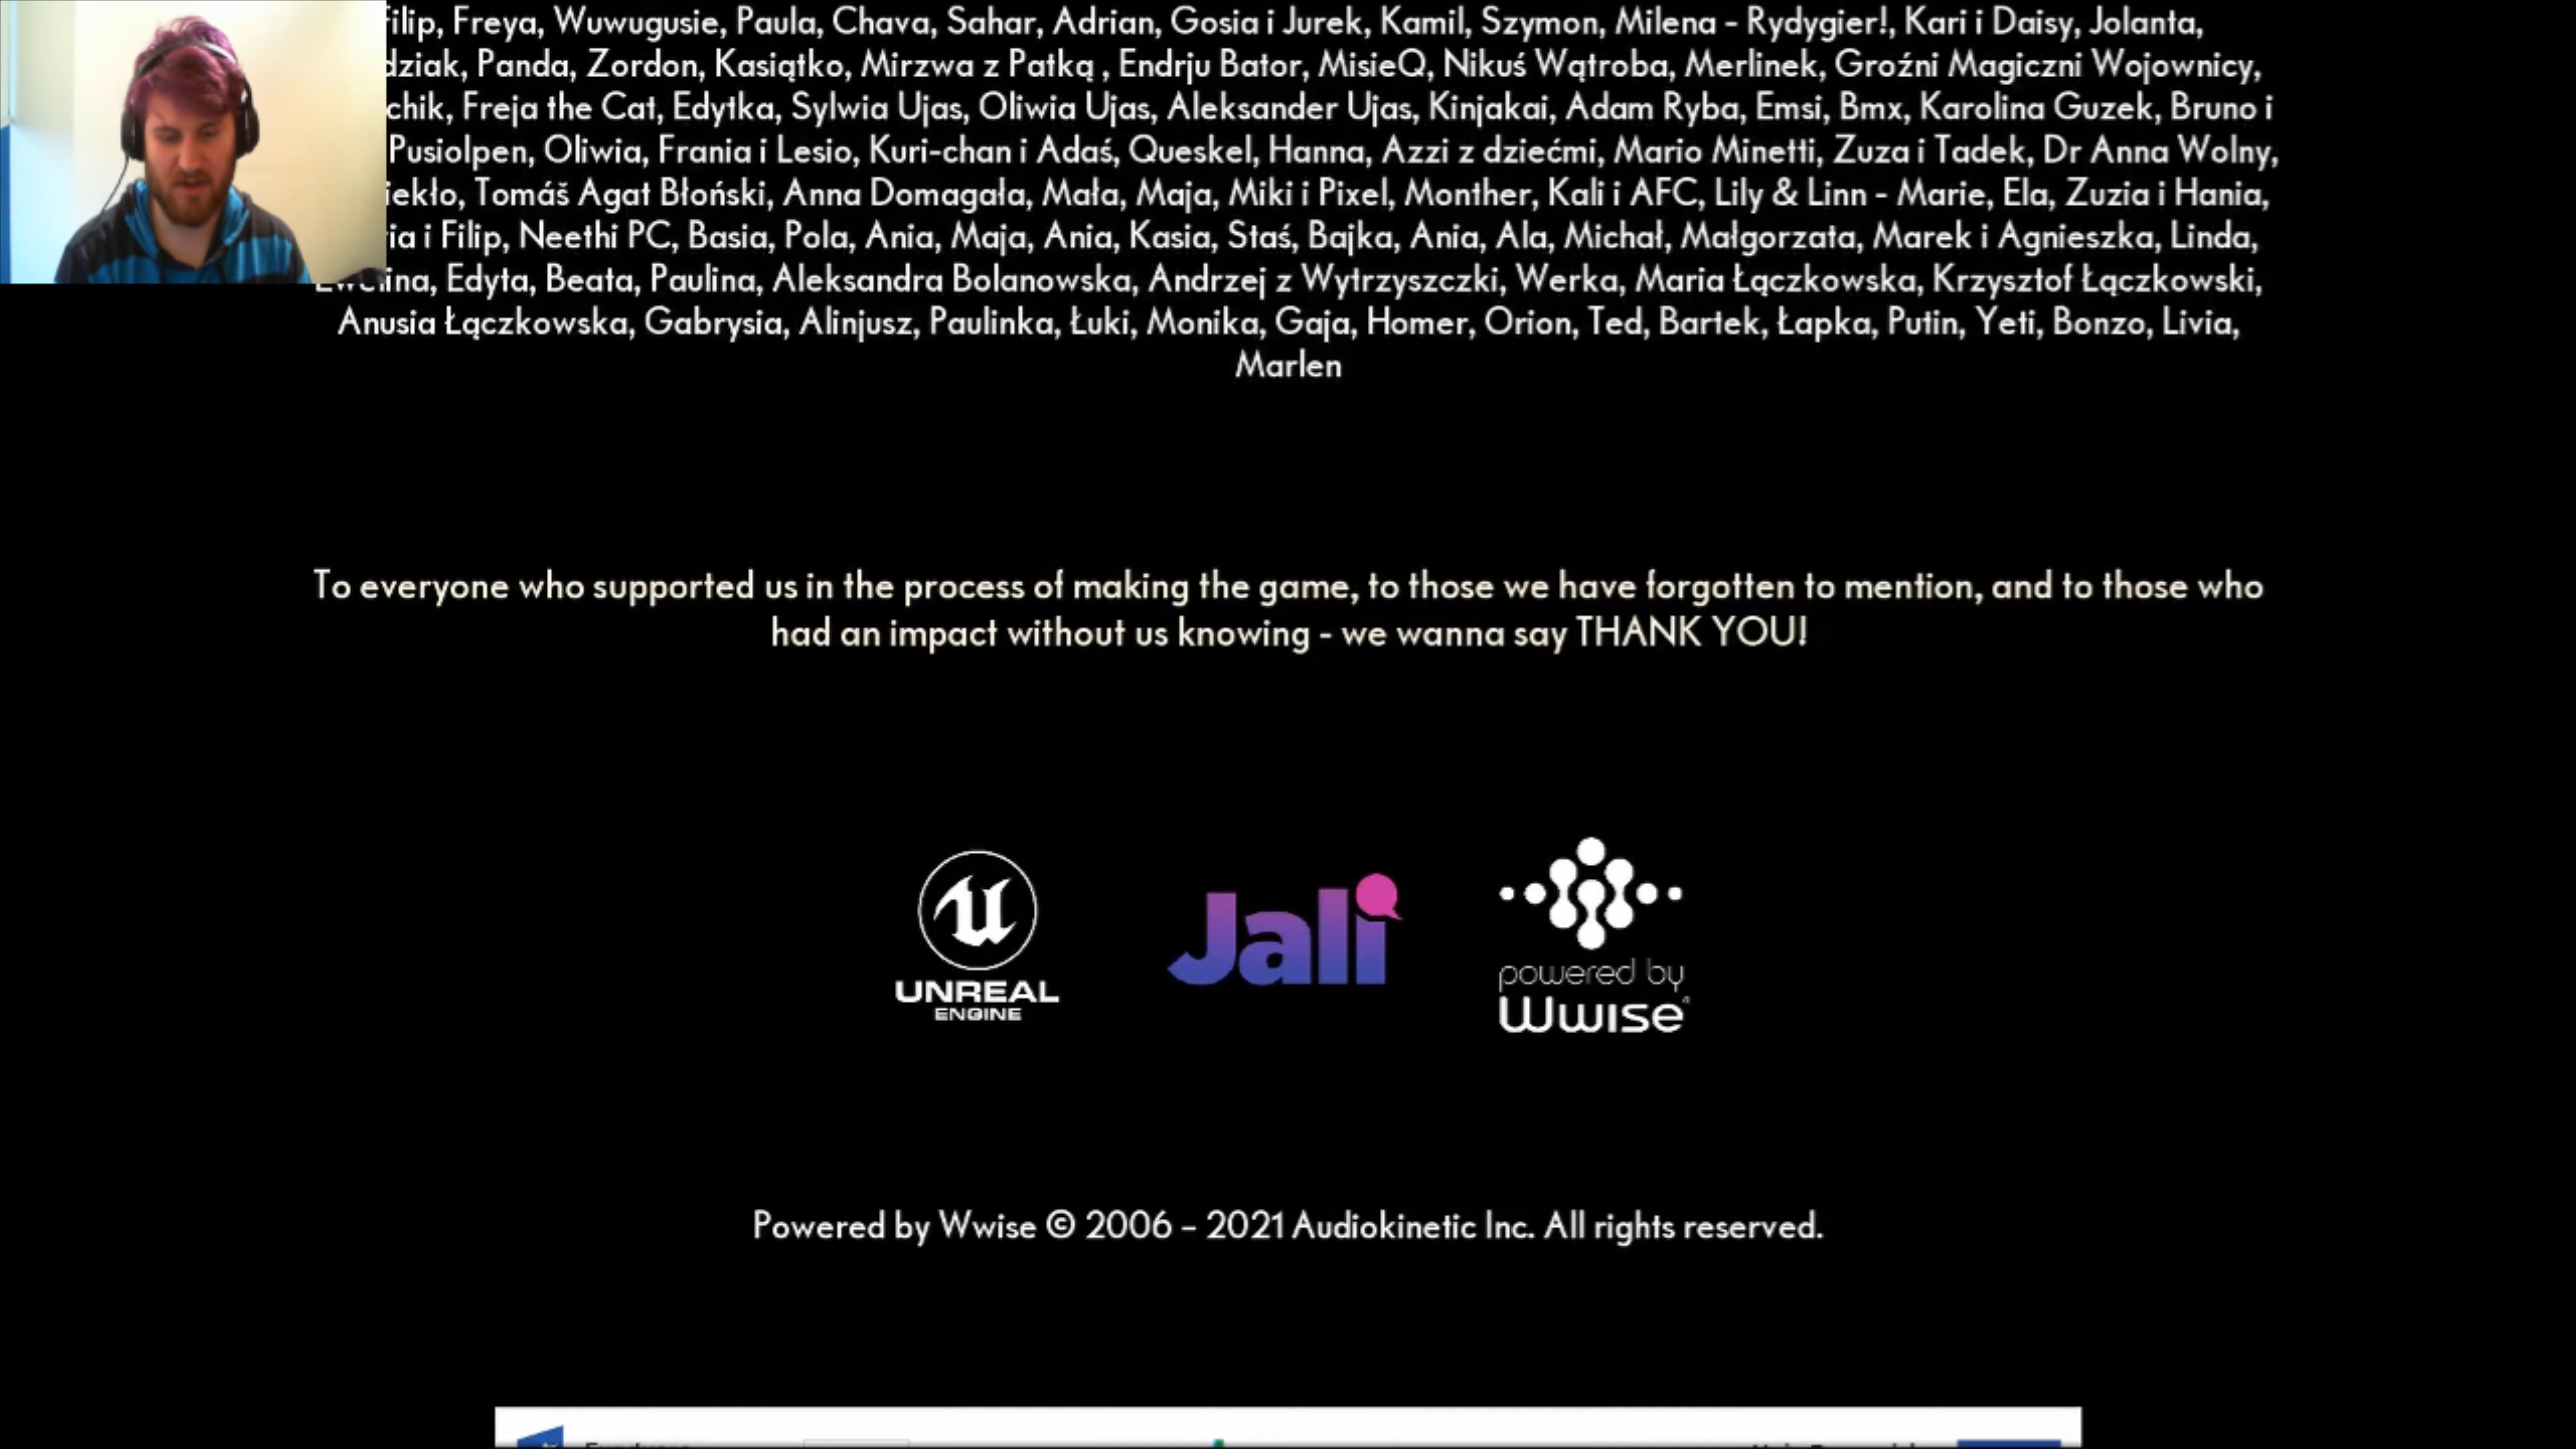 Filip, Freya, Wuwugusie, Paula, Chava, Sahar, Adrian, Gosia i Jurek, Kamil, Szymon, Milena - Rydygier!, Kari i Daisy, Jolanta,
Panda, Zordon, Kasiątko, Mirzwa z Patką , Endrju Bator, MisieQ, Nikuś Wątroba, Merlinek, Groźni Magiczni Wojownicy,
Freja the Cat, Edytka, Sylwia Ujas, Oliwia Ujas, Aleksander Ujas, Kinjakai, Adam Ryba, Emsi, Bmx, Karolina Guzek, Bruno i
Pusiolpen, Oliwia, Frania i Lesio, Kuri-chan i Adaś, Queskel, Hanna, Azzi z dziećmi, Mario Minetti, Zuza i Tadek, Dr Anna Wolny,
Tomáš Agat Błoński, Anna Domagała, Mała, Maja, Miki i Pixel, Monther, Kali i AFC, Lily & Linn - Marie, Ela, Zuzia i Hania,
i Filip, Neethi PC, Basia, Pola, Ania, Maja, Ania, Kasia, Staś, Bajka, Ania, Ala, Michał, Małgorzata, Marek i Agnieszka, Linda,
Ewelina, Edyta, Beata, Paulina, Aleksandra Bolanowska, Andrzej z Wytrzyszczki, Werka, Maria Łączkowska, Krzysztof Łączkowski,
Anusia Łączkowska, Gabrysia, Alinjusz, Paulinka, Łuki, Monika, Gaja, Homer, Orion, Ted, Bartek, Łapka, Putin, Yeti, Bonzo, Livia,
Marlen
To everyone who supported us in the process of making the game, to those we have forgotten to mention, and to those who
had an impact without us knowing - we wanna say THANK YOU!
UNREAL
ENGINE
Jali
powered by
Wwise
Powered by Wwise © 2006 – 2021 Audiokinetic Inc. All rights reserved.